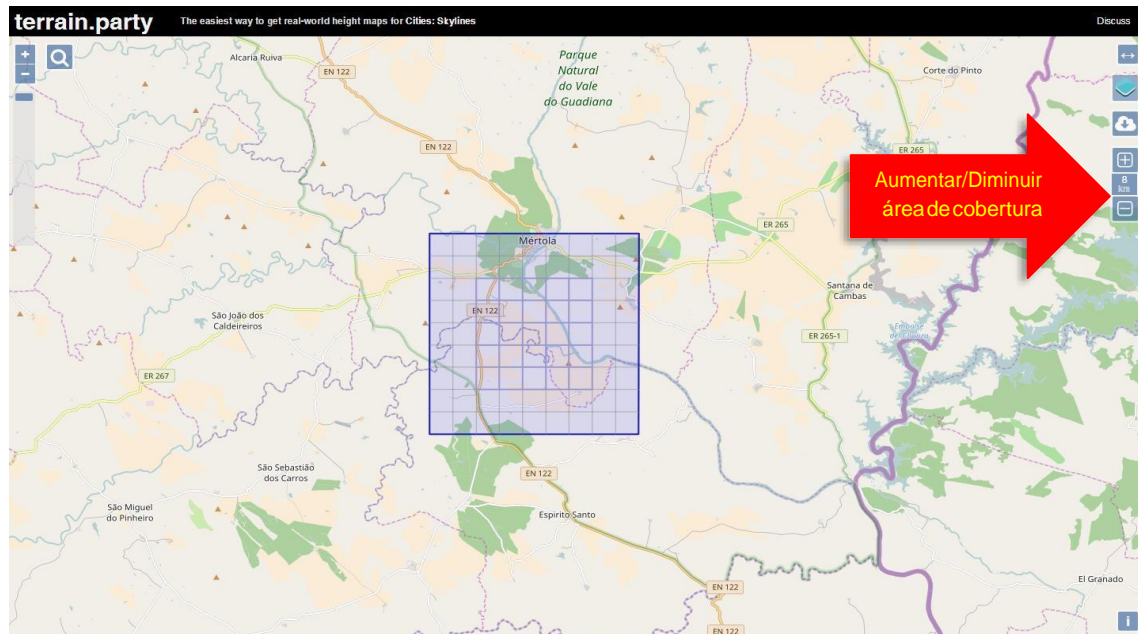 terrain.party
The easiest way to get real-world height maps for Cities: Skylines
Discuss
+
−
Alcaria Ruiva
EN 122
Parque
Natural
do Vale
do Guadiana
Corte do Pinto
EN 122
ER 265
8
km
Aumentar/Diminuir
área de cobertura
ER 265
Mértola
Santana de
Cambas
EN 122
São João dos
Caldeireiros
ER 265-1
ER 267
São Sebastião
dos Carros
EN 122
São Miguel
do Pinheiro
Espírito Santo
El Granado
EN 122
EN 122
i